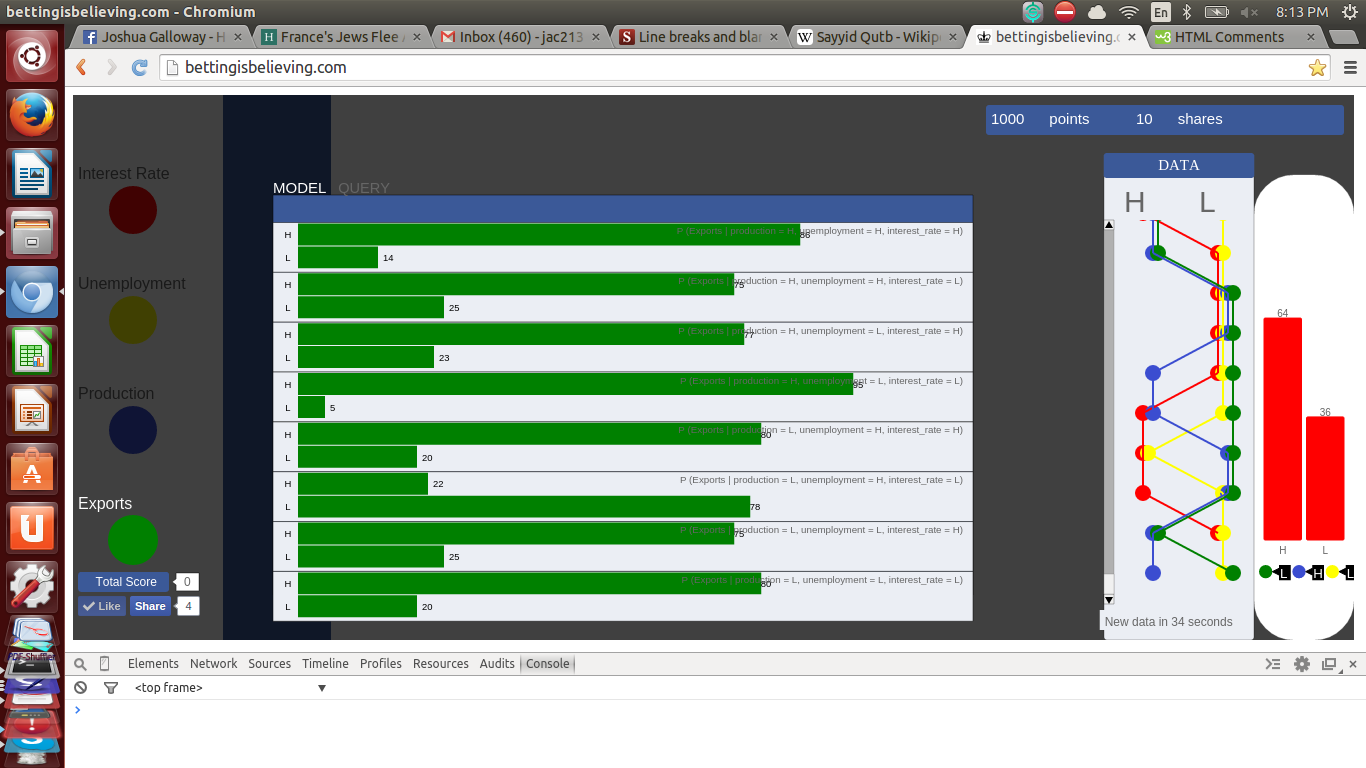 bettingisbelieving.com - Chromium
En
8:13 PM
Joshua Galloway - H
France's Jews Flee A
Inbox (460) - jac213
Line breaks and blan
Sayyid Qutb - Wikip
bettingisbelieving.c
HTML Comments
bettingisbelieving.com
1000 points 10 shares
Interest Rate
Unemployment
Production
Exports
Total Score 0
Like Share 4
MODEL QUERY
H 86 P (Exports | production = H, unemployment = H, interest_rate = H)
L 14
H 75 P (Exports | production = H, unemployment = H, interest_rate = L)
L 25
H 77 P (Exports | production = H, unemployment = L, interest_rate = H)
L 23
H 95 P (Exports | production = H, unemployment = L, interest_rate = L)
L 5
H 80 P (Exports | production = L, unemployment = H, interest_rate = H)
L 20
H 22 P (Exports | production = L, unemployment = H, interest_rate = L)
L 78
H 75 P (Exports | production = L, unemployment = L, interest_rate = H)
L 25
H 80 P (Exports | production = L, unemployment = L, interest_rate = L)
L 20
DATA
H L
New data in 34 seconds
64
36
H L
L H L
Elements Network Sources Timeline Profiles Resources Audits Console
<top frame>